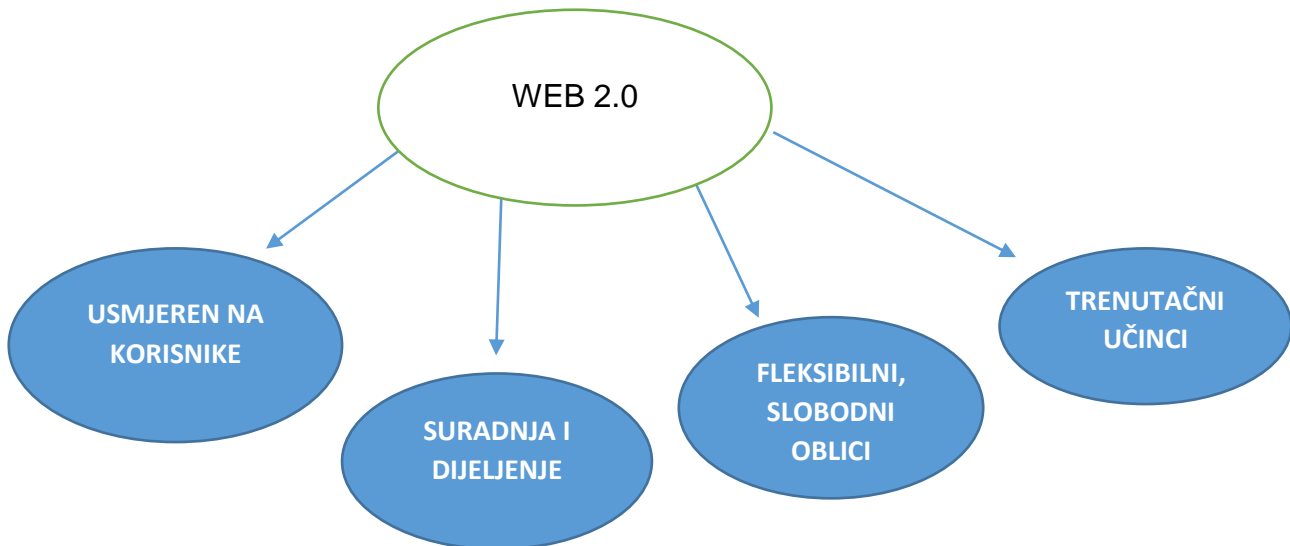 WEB 2.0
USMJEREN NA
KORISNIKE
SURADNJA I
DIJELJENJE
FLEKSIBILNI,
SLOBODNI
OBLICI
TRENUTAČNI
UČINCI